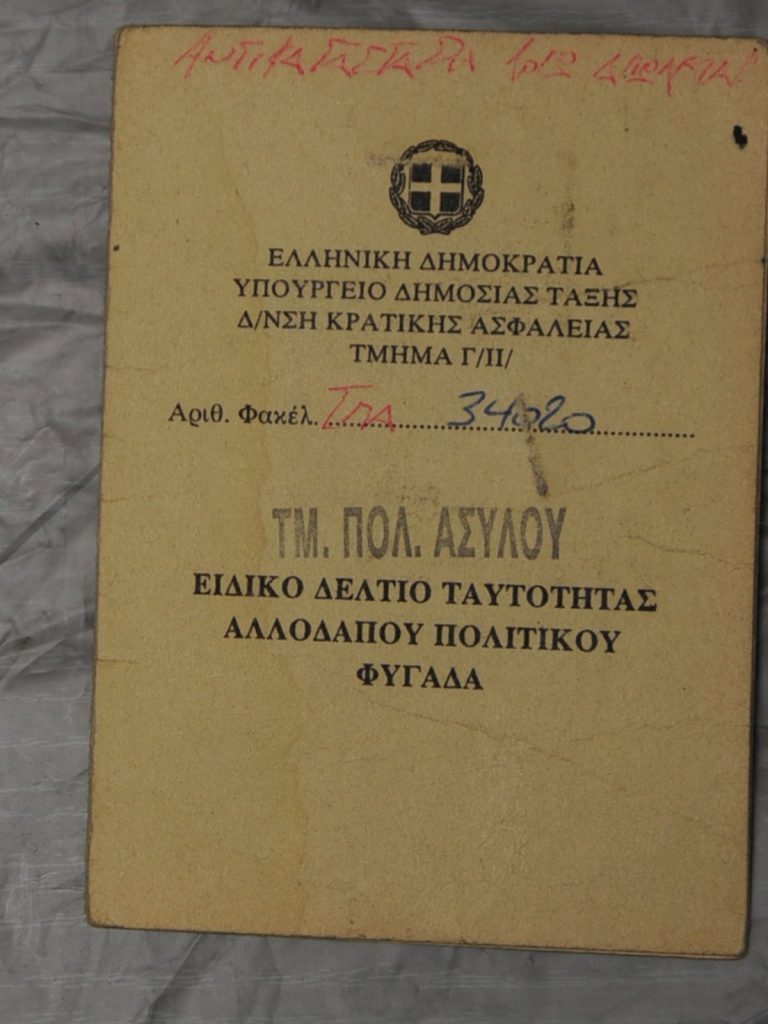 ΑΝΤΙΚΑΤΑΣΤΑΣΗ
ΕΛΛΗΝΙΚΗ ΔΗΜΟΚΡΑΤΙΑ
ΥΠΟΥΡΓΕΙΟ ΔΗΜΟΣΙΑΣ ΤΑΞΗΣ
Δ/ΝΣΗ ΚΡΑΤΙΚΗΣ ΑΣΦΑΛΕΙΑΣ
ΤΜΗΜΑ Γ/ΙΙ/
Αριθ. Φακέλ. 34020
ΤΜ. ΠΟΛ. ΑΣΥΛΟΥ
ΕΙΔΙΚΟ ΔΕΛΤΙΟ ΤΑΥΤΟΤΗΤΑΣ
ΑΛΛΟΔΑΠΟΥ ΠΟΛΙΤΙΚΟΥ
ΦΥΓΑΔΑ